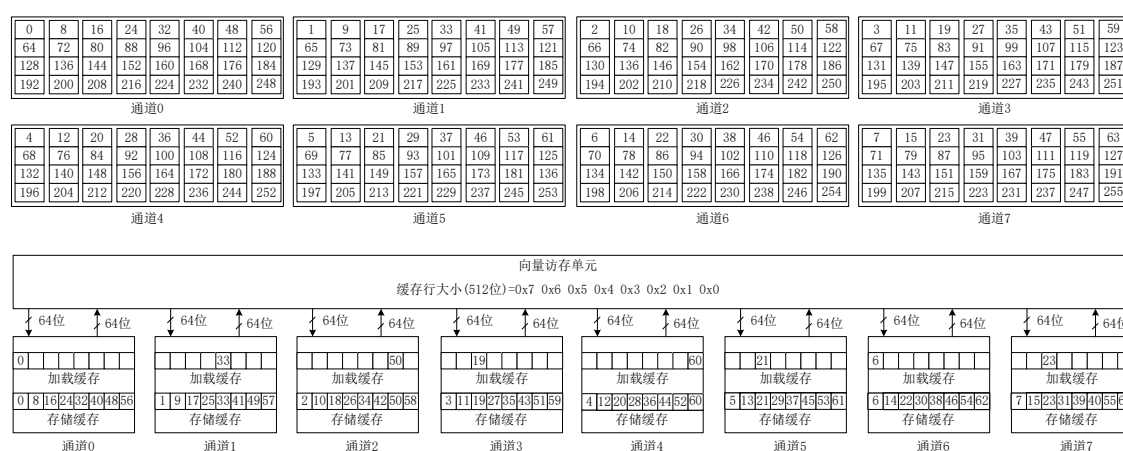 0 8 16 24 32 40 48 56 1 9 17 25 33 41 49 57 2 10 18 26 34 42 50 58 3 11 19 27 35 43 51 59
64 72 80 88 96 104 112 120 65 73 81 89 97 105 113 121 66 74 82 90 98 106 114 122 67 75 83 91 99 107 115 123
128 136 144 152 160 168 176 184 129 137 145 153 161 169 177 185 130 136 146 154 162 170 178 186 131 139 147 155 163 171 179 187
192 200 208 216 224 232 240 248 193 201 209 217 225 233 241 249 194 202 210 218 226 234 242 250 195 203 211 219 227 235 243 251
通道0 通道1 通道2 通道3
4 12 20 28 36 44 52 60 5 13 21 29 37 46 53 61 6 14 22 30 38 46 54 62 7 15 23 31 39 47 55 63
68 76 84 92 100 108 116 124 69 77 85 93 101 109 117 125 70 78 86 94 102 110 118 126 71 79 87 95 103 111 119 127
132 140 148 156 164 172 180 188 133 141 149 157 165 173 181 136 134 142 150 158 166 174 182 190 135 143 151 159 167 175 183 191
196 204 212 220 228 236 244 252 197 205 213 221 229 237 245 253 198 206 214 222 230 238 246 254 199 207 215 223 231 237 247 255
通道4 通道5 通道6 通道7
向量访存单元
缓存行大小(512位)=0x7 0x6 0x5 0x4 0x3 0x2 0x1 0x0
64位 64位 64位 64位 64位 64位 64位 64位 64位 64位 64位 64位 64位 64位 64位 64位
0 33 50 19 60 21 6 23
加载缓存 加载缓存 加载缓存 加载缓存 加载缓存 加载缓存 加载缓存 加载缓存
0 8 16 24 32 40 48 56 1 9 17 25 33 41 49 57 2 10 18 26 34 42 50 58 3 11 19 27 35 43 51 59 4 12 20 28 36 44 52 60 5 13 21 29 37 45 53 61 6 14 22 30 38 46 54 62 7 15 23 31 39 40 55 6
存储缓存 存储缓存 存储缓存 存储缓存 存储缓存 存储缓存 存储缓存 存储缓存
通道0 通道1 通道2 通道3 通道4 通道5 通道6 通道7